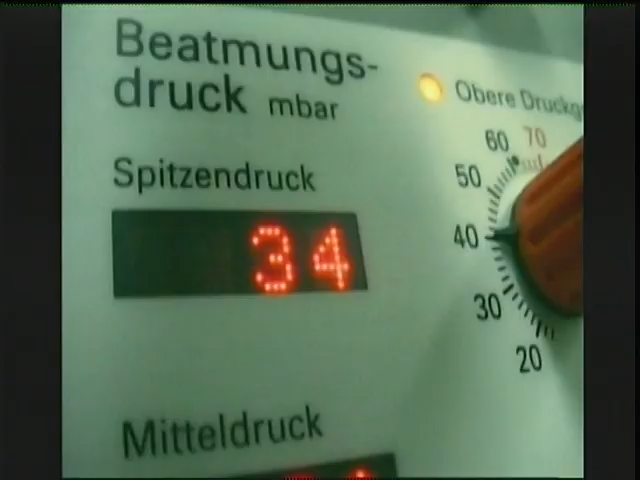 Beatmungs-
druck mbar
Obere Druckg
Spitzendruck
34
60 70
50
40
30
20
Mitteldruck